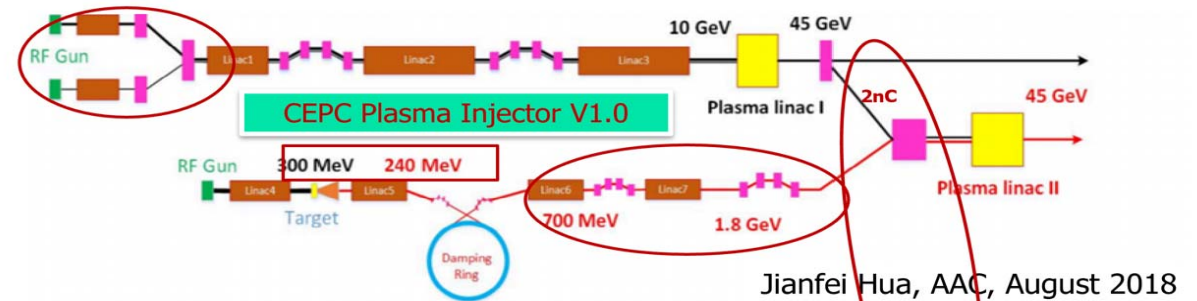 10 GeV
45 GeV
RF Gun
Linac1
Linac2
Linac3
2nC
45 GeV
CEPC Plasma Injector V1.0
Plasma linac I
RF Gun
300 MeV
240 MeV
Linac4
Linac5
Linac6
Linac7
Plasma linac II
Target
700 MeV
1.8 GeV
Damping
Ring
Jianfei Hua, AAC, August 2018